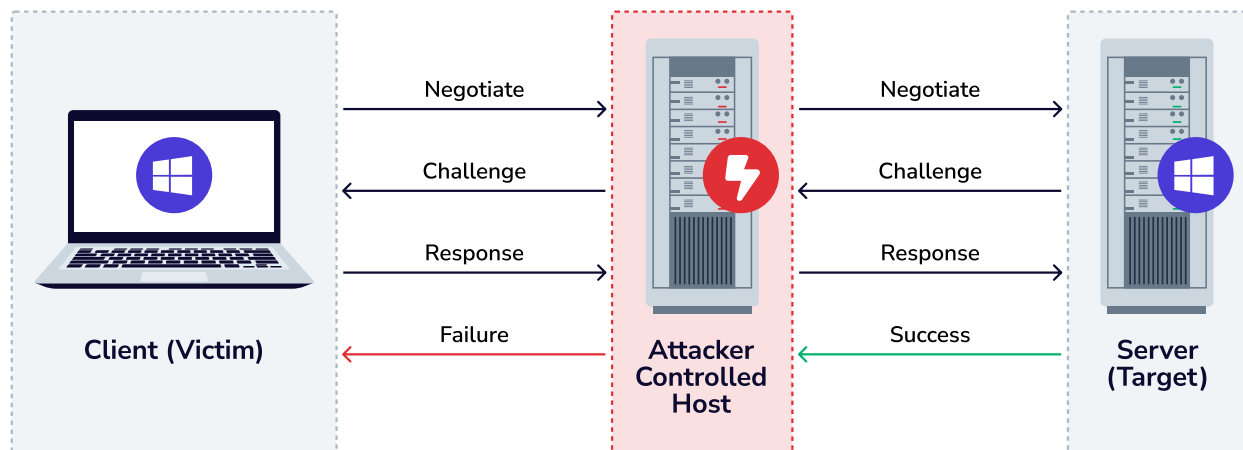 Negotiate
Negotiate
Challenge
Challenge
Response
Response
Failure
Success
Client (Victim)
Attacker
Controlled
Host
Server
(Target)